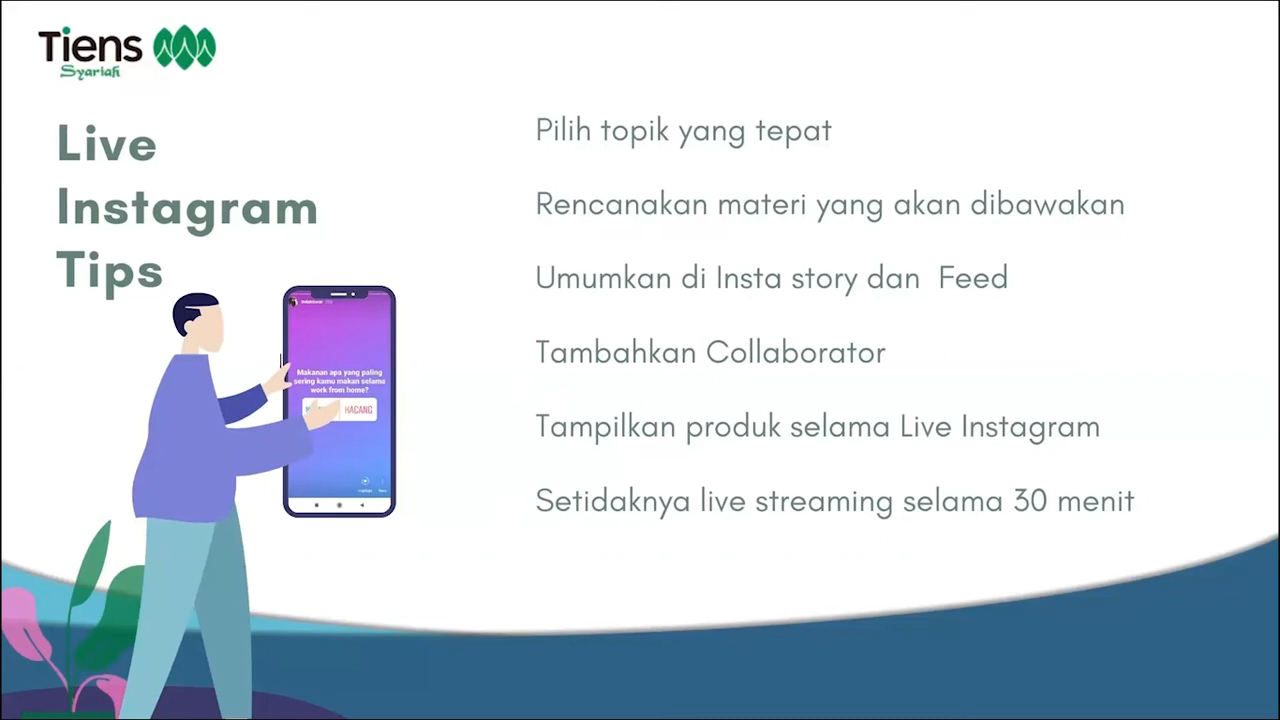 Tiens
Syariah
Live
Instagram
Tips
Pilih topik yang tepat
Rencanakan materi yang akan dibawakan
Umumkan di Insta story dan Feed
Tambahkan Collaborator
Tampilkan produk selama Live Instagram
Setidaknya live streaming selama 30 menit
Makanan apa yang paling
sering kamu makan selama
work from home?
KACANG